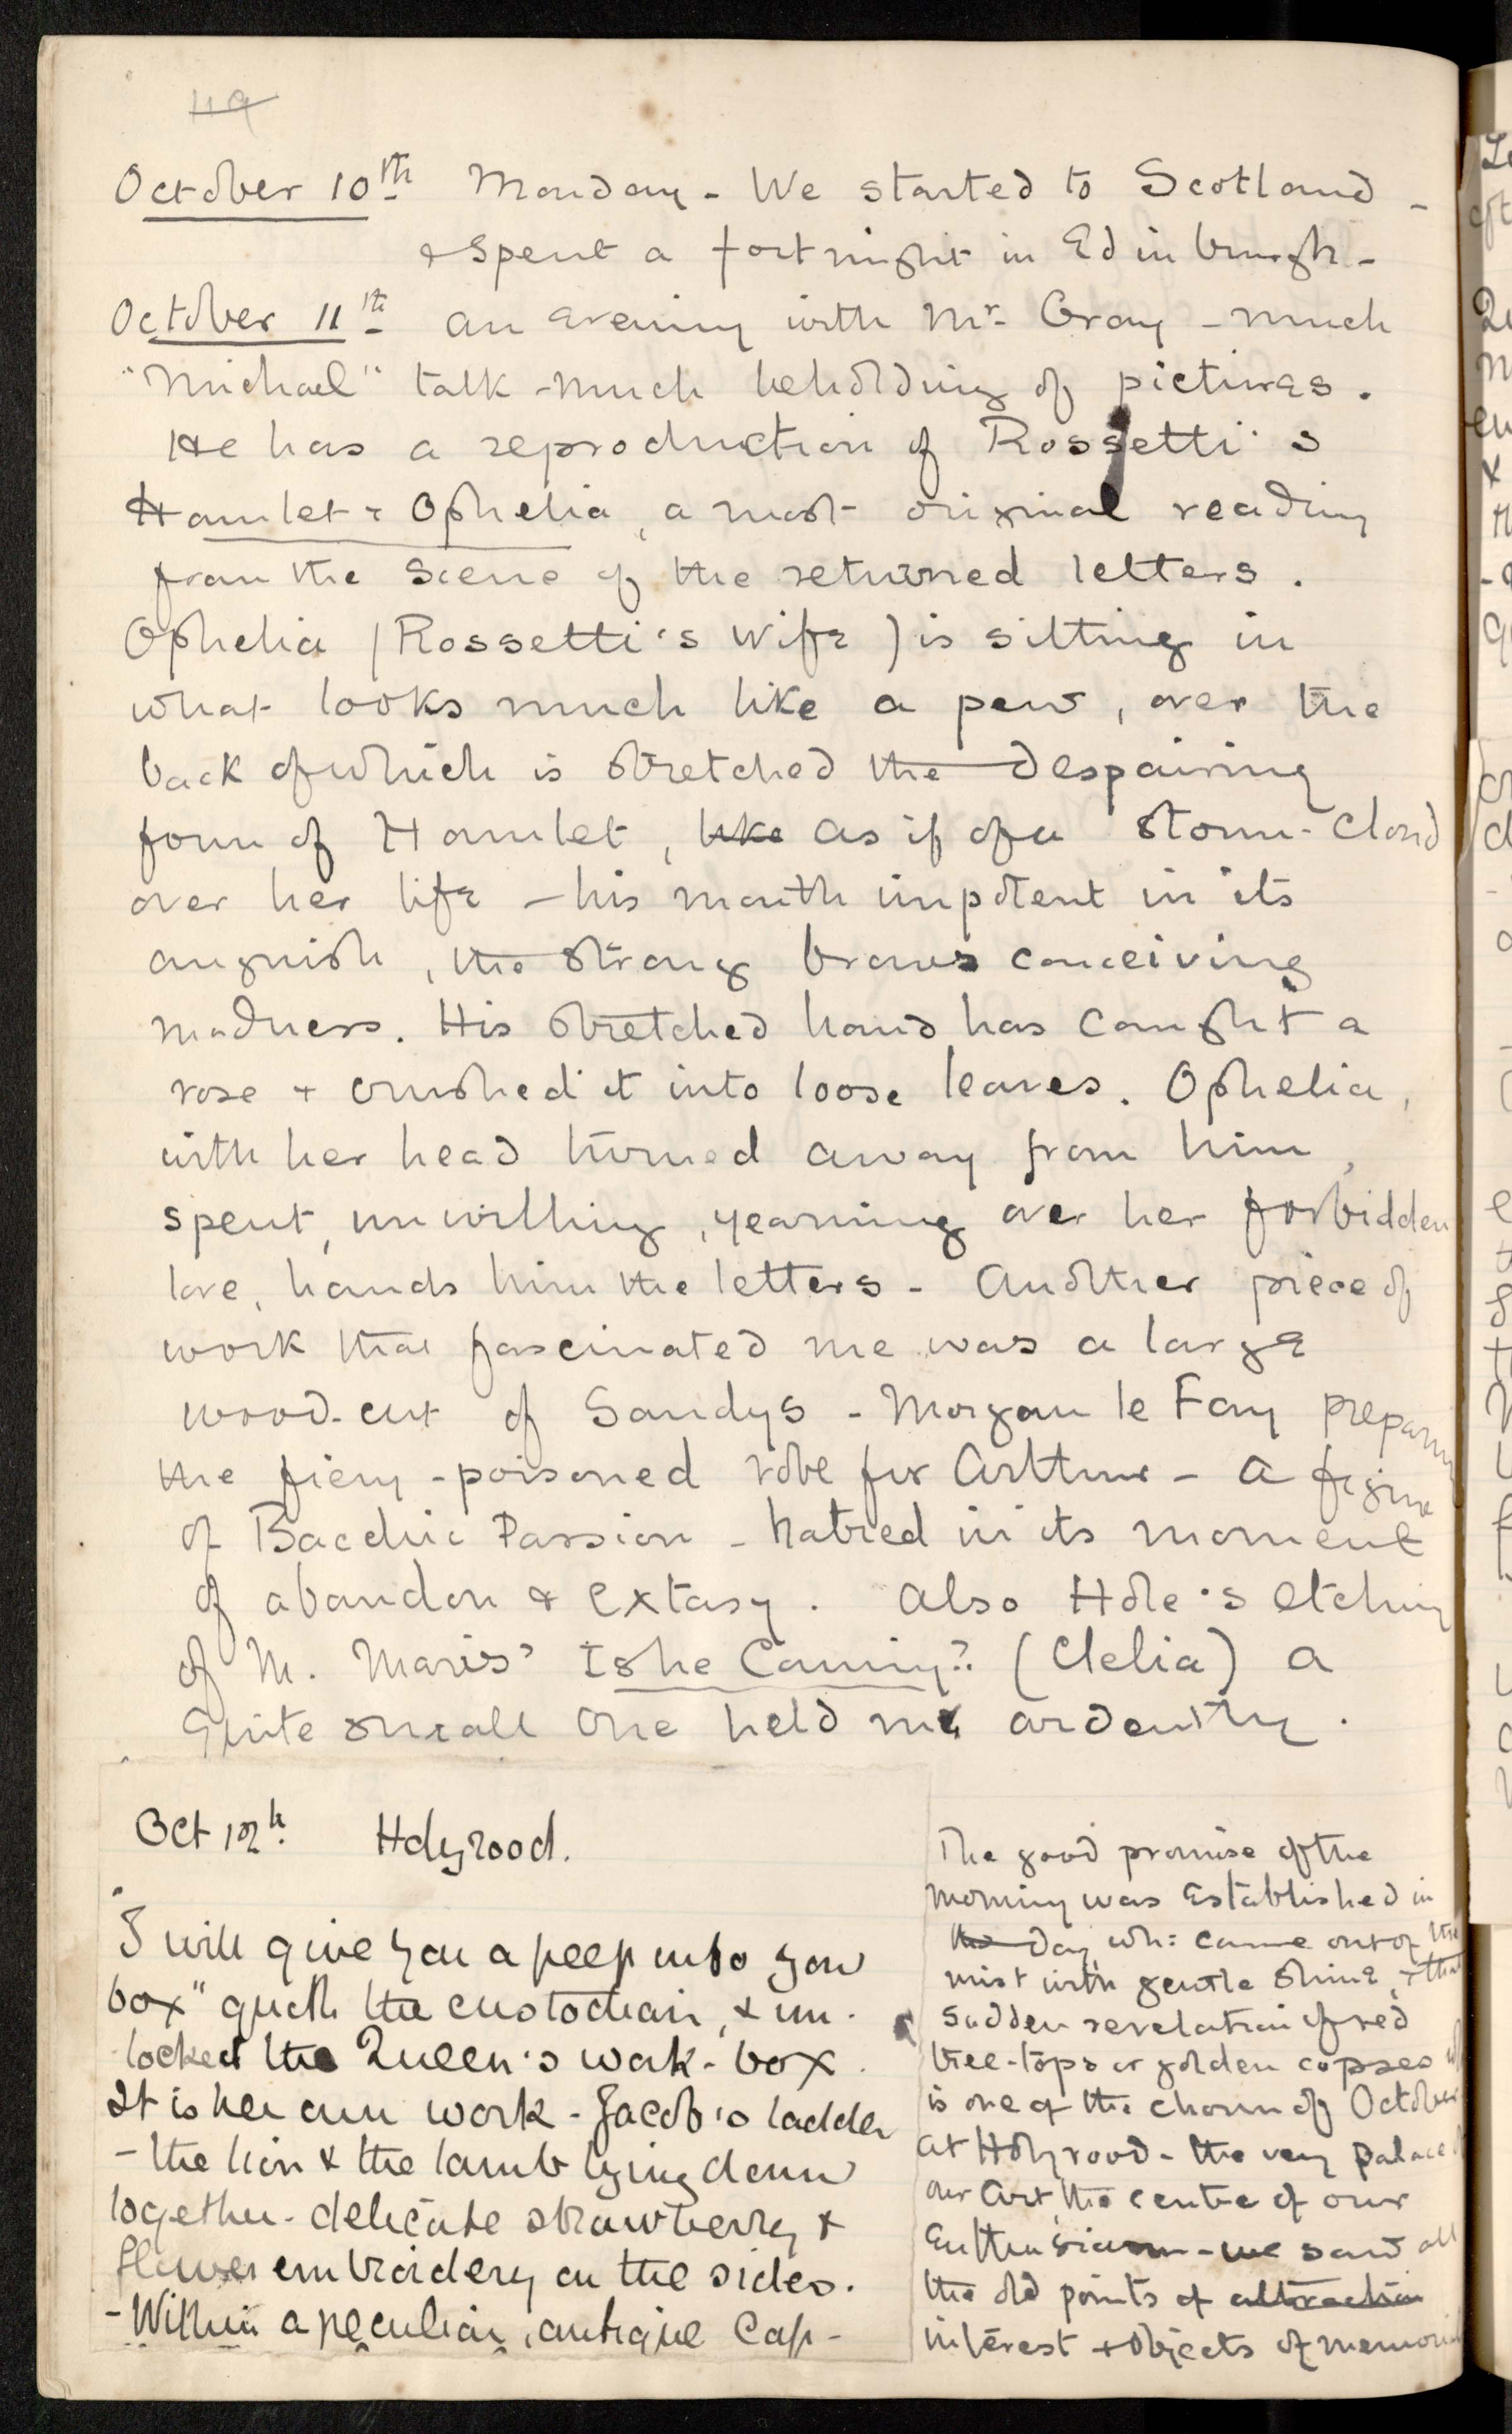 119
October 10th Monday - We started to Scotland -
& spent a fortnight in Edinburgh -
October 11th An Evening with Mr. Gray - much
"Michael" talk - much beholding of pictures.
He has a reproduction of Rossetti's
Hamlet & Ophelia, a most original reading
from the scene of the returned letters.
Ophelia (Rossetti's wife) is sitting in
what looks much like a pew, over the
back of which is stretched the despairing
form of Hamlet, like as if of a storm-cloud
over her life - his mouth impotent in its
anguish, the strong brows conceiving
madness. His stretched hand has caught a
rose + crushed it into loose leaves. Ophelia,
with her head turned away from him,
spent, unwilling, yearning over her forbidden
love, hands him the letters - Another piece of
work that fascinated me was a large
wood-cut of Sandys - Morgan le Fay preparing
the fiery-poisoned robe for Arthur - a figure
of Bacchic Passion - hatred in its moment
of abandon & extasy. Also Hole's etching
of M. Maris' Is he Coming?: (Clelia) a
Quite small one held me ardently.
Oct 12th. Holyrood.
"I will give you a peep into your
box" quoth the custodian, & un-
locked the Queen's work-box.
It is her own work - Jacob's ladder
- the lion & the lamb lying down
together - delicate strawberry &
flower embroidery on the sides.
- Within a peculiar, antique Cap-
The good promise of the
morning was Established in
the day wh: came out of the
mist with gentle shine, + that
sudden revelation of red
tree-tops or golden copses
is one of the charm of October
At Holyrood - the very palace
our Art, the centre of our
Enthusiasm - we saw all
the old points of attraction
interest + objects of